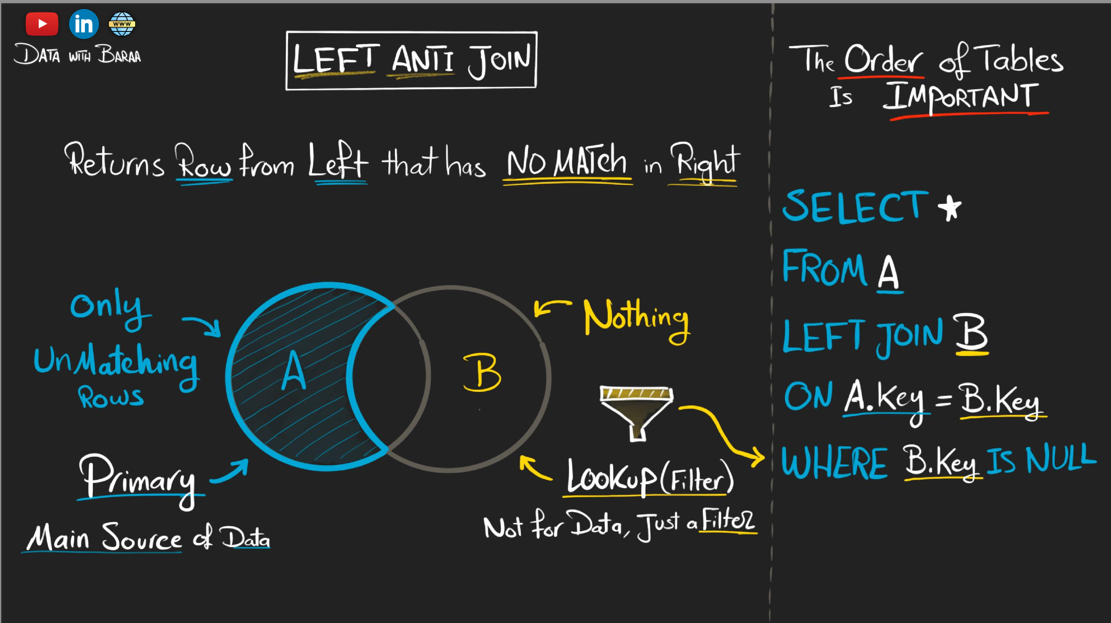 WWW
DATA WITH BARAA
LEFT ANTI JOIN
Returns Row from Left that has NO MATCH in Right
Only
UnMatching
Rows
A
B
Nothing
Primary
Main Source of Data
Lookup (Filter)
Not for Data, Just a Filter
The Order of Tables
Is IMPORTANT
SELECT *
FROM A
LEFT JOIN B
ON A.Key = B.Key
WHERE B.Key IS NULL